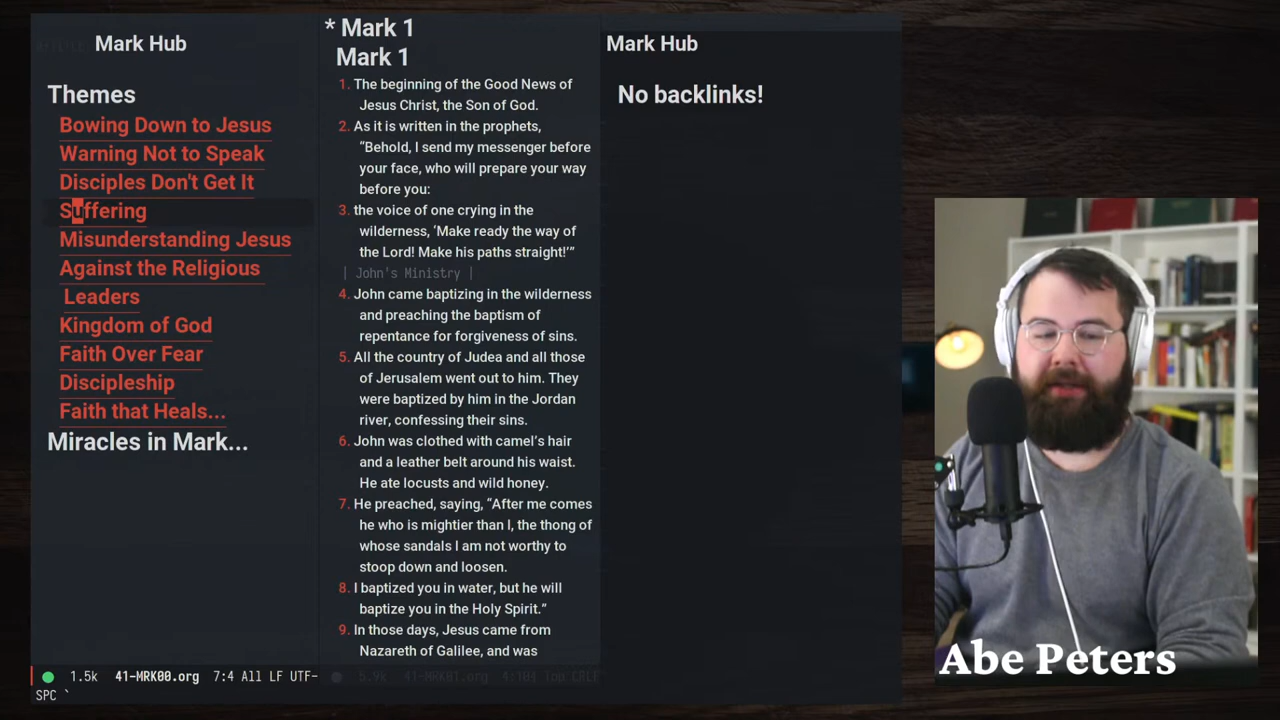 Mark Hub
Themes
Bowing Down to Jesus
Warning Not to Speak
Disciples Don't Get It
Suffering
Misunderstanding Jesus
Against the Religious
Leaders
Kingdom of God
Faith Over Fear
Discipleship
Faith that Heals...
Miracles in Mark...
* Mark 1
Mark 1
1. The beginning of the Good News of
Jesus Christ, the Son of God.
2. As it is written in the prophets,
“Behold, I send my messenger before
your face, who will prepare your way
before you:
3. the voice of one crying in the
wilderness, ‘Make ready the way of
the Lord! Make his paths straight!’”
| John's Ministry |
4. John came baptizing in the wilderness
and preaching the baptism of
repentance for forgiveness of sins.
5. All the country of Judea and all those
of Jerusalem went out to him. They
were baptized by him in the Jordan
river, confessing their sins.
6. John was clothed with camel’s hair
and a leather belt around his waist.
He ate locusts and wild honey.
7. He preached, saying, “After me comes
he who is mightier than I, the thong of
whose sandals I am not worthy to
stoop down and loosen.
8. I baptized you in water, but he will
baptize you in the Holy Spirit.”
9. In those days, Jesus came from
Nazareth of Galilee, and was
Mark Hub
No backlinks!
1.5k 41-MRK00.org 7:4 All LF UTF-
5.9k 41-MRK01.org 4:104 Top CRLF
SPC `
Abe Peters